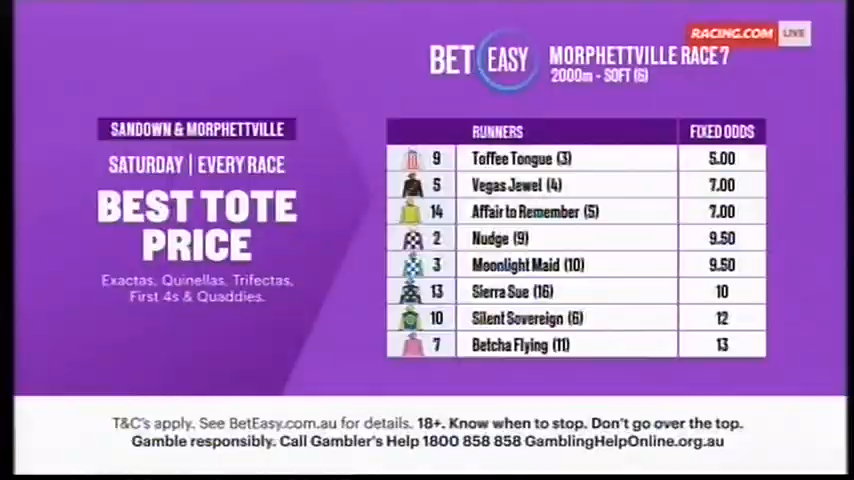 RACING.COM LIVE
BET EASY
MORPHETTVILLE RACE 7
2000m - SOFT (6)
SANDOWN & MORPHETTVILLE
SATURDAY | EVERY RACE
BEST TOTE
PRICE
Exactas, Quinellas, Trifectas,
First 4s & Quaddies.
RUNNERS FIXED ODDS
9 Toffee Tongue (3) 5.00
5 Vegas Jewel (4) 7.00
14 Affair to Remember (5) 7.00
2 Nudge (9) 9.50
3 Moonlight Maid (10) 9.50
13 Sierra Sue (16) 10
10 Silent Sovereign (6) 12
7 Betcha Flying (11) 13
T&C's apply. See BetEasy.com.au for details. 18+. Know when to stop. Don't go over the top.
Gamble responsibly. Call Gambler's Help 1800 858 858 GamblingHelpOnline.org.au